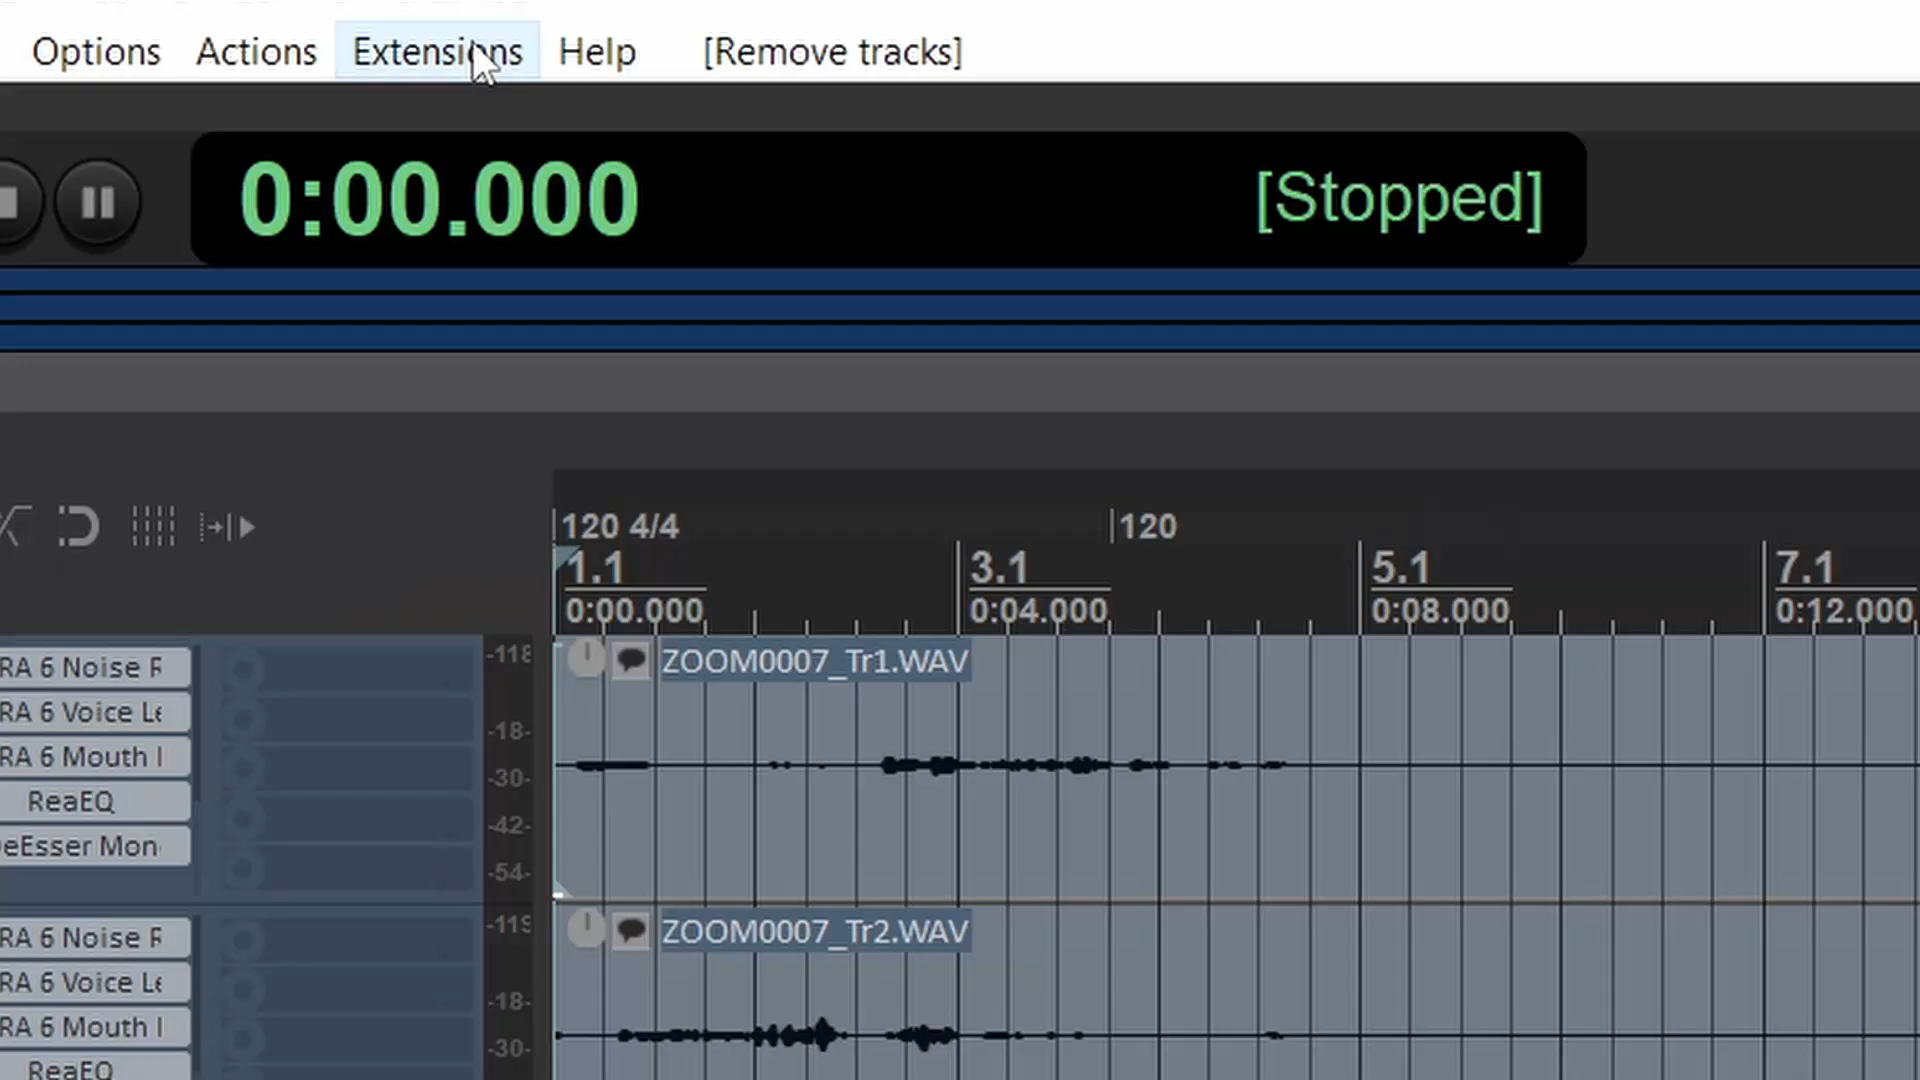 Options Actions Extensions Help [Remove tracks]
0:00.000 [Stopped]
120 4/4 120
1.1 3.1 5.1 7.1
0:00.000 0:04.000 0:08.000 0:12.000
RA 6 Noise R -118 ZOOM0007_Tr1.WAV
RA 6 Voice Le -18-
RA 6 Mouth -30-
ReaEQ -42-
eEsser Mon -54-
RA 6 Noise R -119 ZOOM0007_Tr2.WAV
RA 6 Voice Le -18-
RA 6 Mouth -30-
ReaEQ